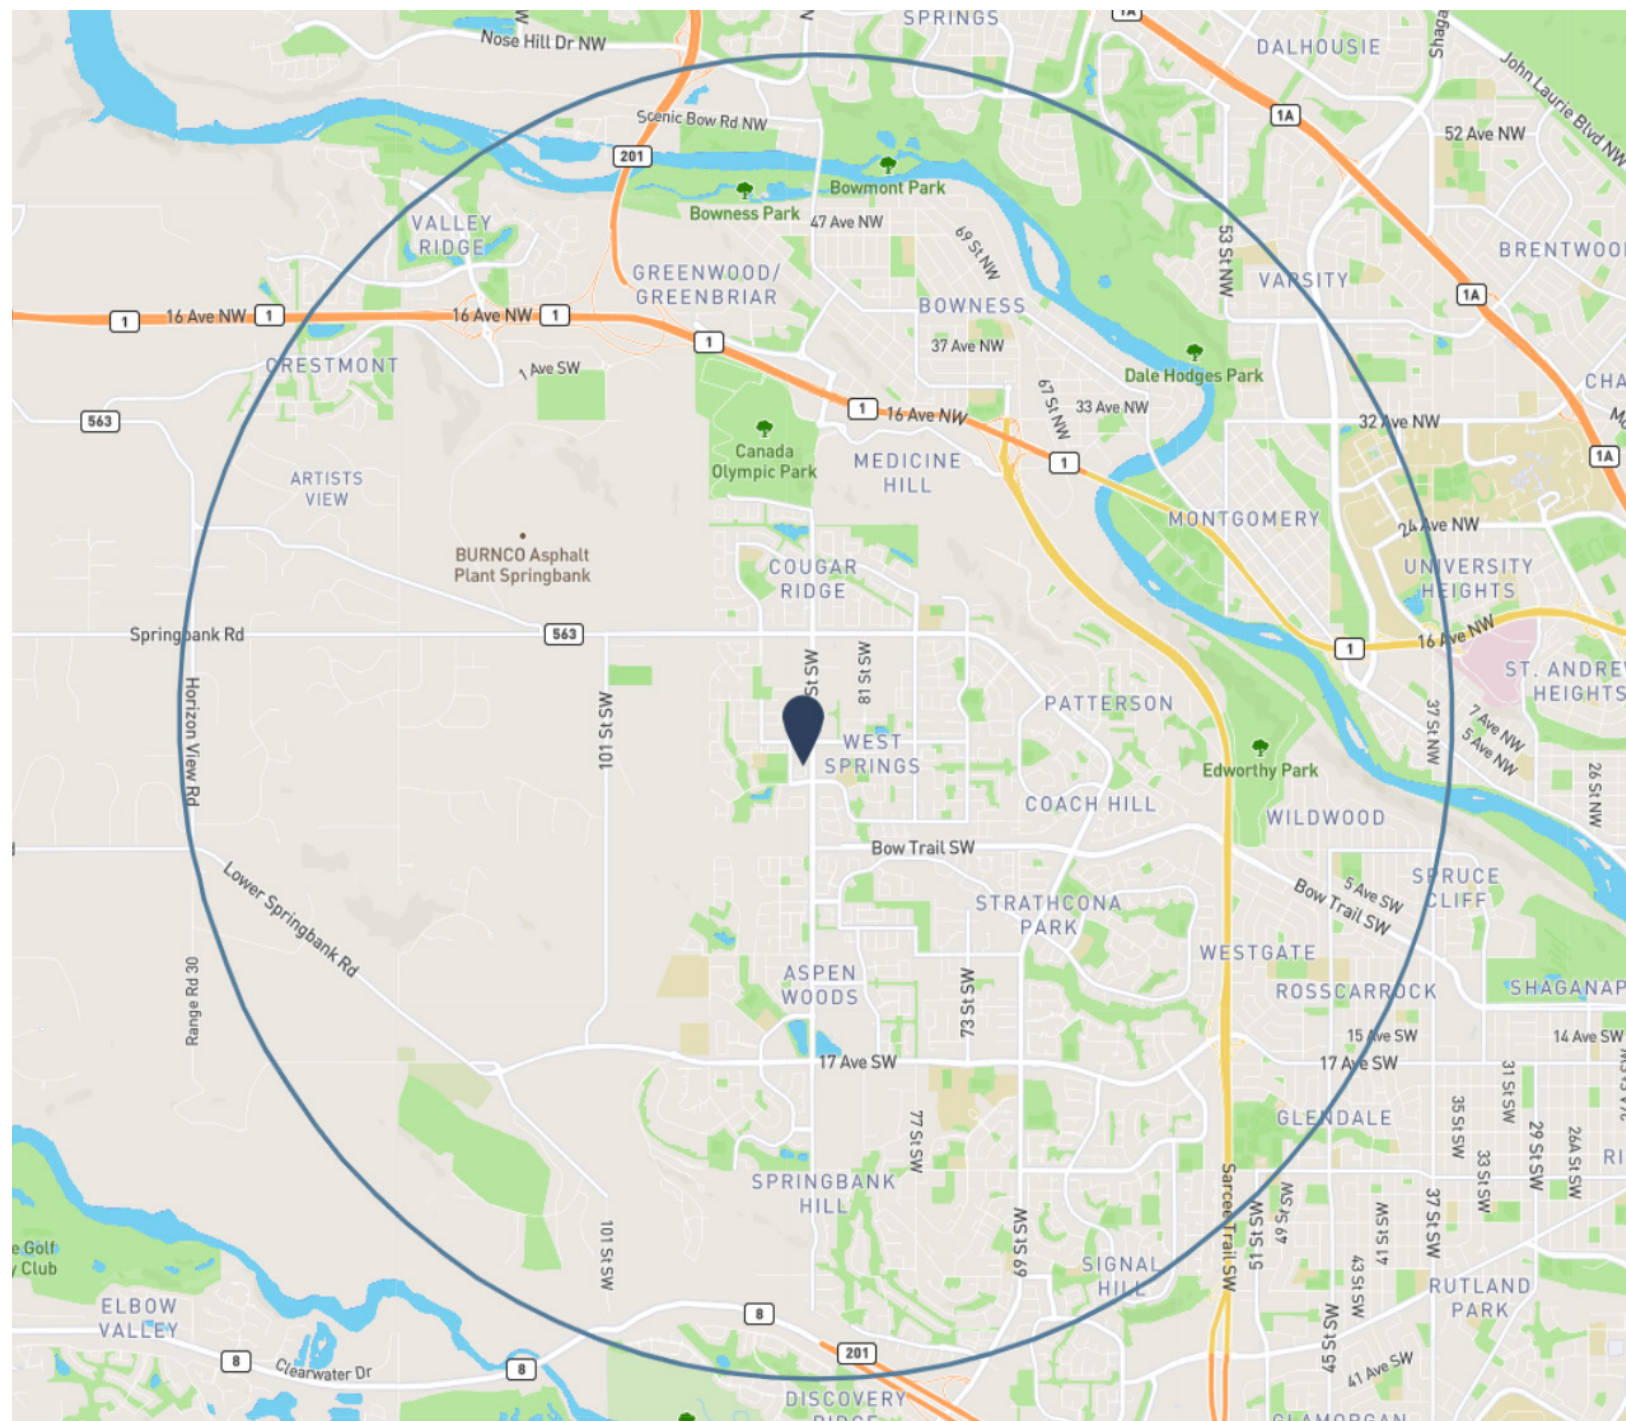 SPRINGS
1A
Nose Hill Dr NW
DALHOUSIE
John Laurie Blvd NW
1A
Scenic Bow Rd NW
52 Ave NW
201
Bowmont Park
Bowness Park
47 Ave NW
VALLEY
RIDGE
69 St NW
53 St NW
BRENTWOO
GREENWOOD/
GREENBRIAR
VARSITY
1A
BOWNESS
1
16 Ave NW
1
16 Ave NW
1
1
37 Ave NW
CRESTMONT
1 Ave SW
Dale Hodges Park
CHA
67 St NW
33 Ave NW
563
1
16 Ave NW
32 Ave NW
Canada
Olympic Park
MEDICINE
HILL
1
1A
ARTISTS
VIEW
MONTGOMERY
24 Ave NW
BURNCO Asphalt
Plant Springbank
COUGAR
RIDGE
UNIVERSITY
HEIGHTS
Springbank Rd
563
16 Ave NW
1
St SW
81 St SW
ST. ANDRE
HEIGHTS
Horizon View Rd
101 St SW
PATTERSON
37 St NW
7 Ave NW
5 Ave NW
WEST
SPRINGS
Edworthy Park
26 St NW
COACH HILL
WILDWOOD
Bow Trail SW
Lower Springbank Rd
5 Ave SW
SPRUCE
CLIFF
Bow Trail SW
STRATHCONA
PARK
WESTGATE
Range Rd 30
ASPEN
WOODS
73 St SW
ROSSCARROCK
SHAGANAP
15 Ave SW
14 Ave SW
17 Ave SW
17 Ave SW
31 St SW
77 St SW
GLENDALE
35 St SW
33 St SW
29 St SW
26A St SW
RI
SPRINGBANK
HILL
Sarcee Trail SW
51 St SW
49 St SW
41 St SW
37 St SW
101 St SW
69 St SW
e Golf
y Club
SIGNAL
HILL
43 St SW
RUTLAND
PARK
ELBOW
VALLEY
8
45 St SW
201
8
Clearwater Dr
8
41 Ave SW
DISCOVERY
RIDGE
GLAMORGAN